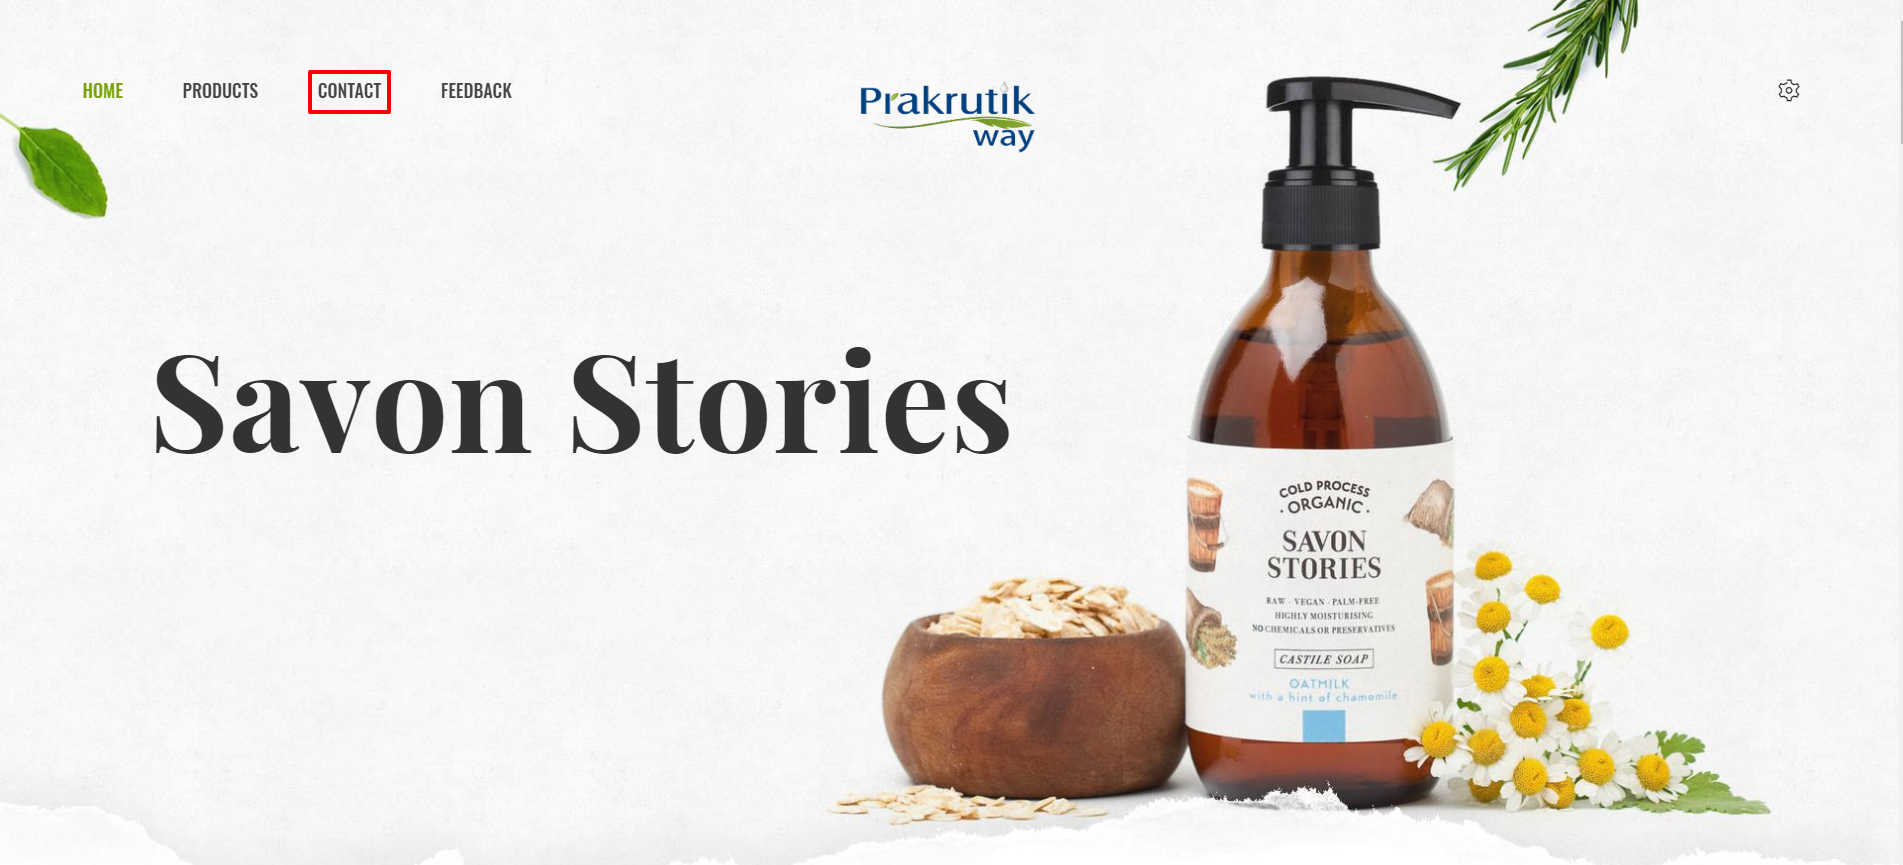 HOME PRODUCTS CONTACT FEEDBACK
Prakrutik
way
Savon Stories
COLD PROCESS
· ORGANIC ·
SAVON
STORIES
RAW · VEGAN · PALM-FREE
HIGHLY MOISTURISING
NO CHEMICALS OR PRESERVATIVES
CASTILE SOAP
OATMILK
with a hint of chamomile